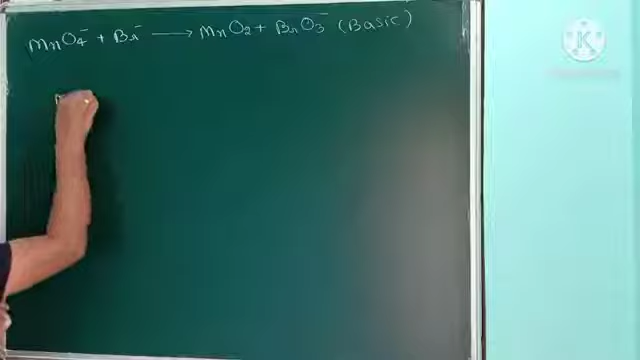 MnO₄⁻ + Br⁻ ⟶ MnO₂ + BrO₃⁻ (Basic)